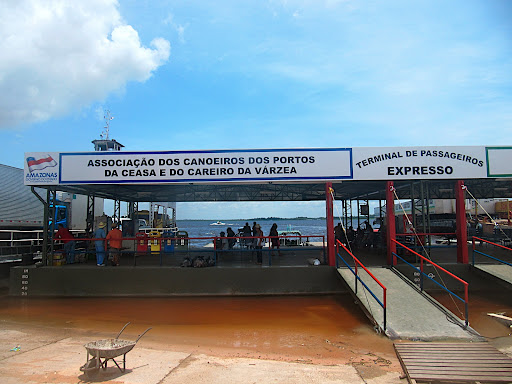 AMAZONAS
ASSOCIAÇÃO DOS CANOEIROS DOS PORTOS
DA CEASA E DO CAREIRO DA VÁRZEA
TERMINAL DE PASSAGEIROS
EXPRESSO